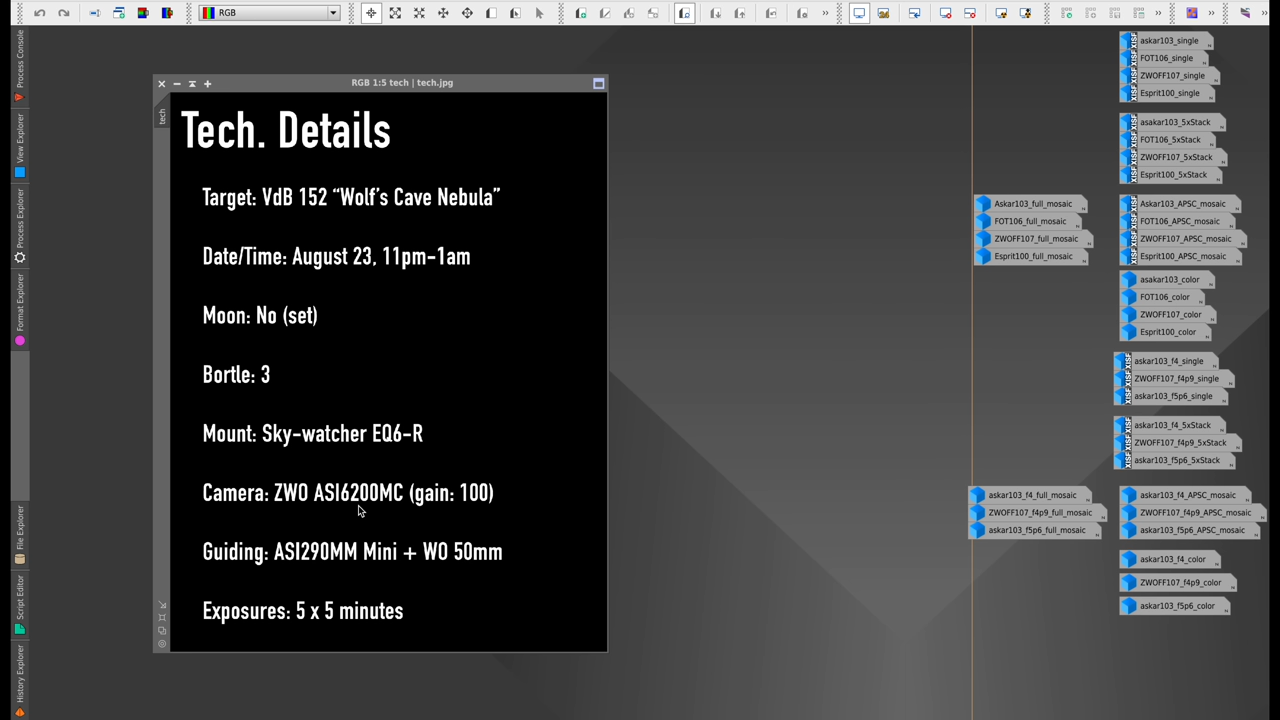 RGB
Process Console
View Explorer
Process Explorer
Format Explorer
File Explorer
Script Editor
History Explorer
RGB 1:5 tech | tech.jpg
tech
Tech. Details
Target: VdB 152 “Wolf’s Cave Nebula”
Date/Time: August 23, 11pm-1am
Moon: No (set)
Bortle: 3
Mount: Sky-watcher EQ6-R
Camera: ZWO ASI6200MC (gain: 100)
Guiding: ASI290MM Mini + WO 50mm
Exposures: 5 x 5 minutes
Askar103_full_mosaic
FOT106_full_mosaic
ZWOFF107_full_mosaic
Esprit100_full_mosaic
askar103_f4_full_mosaic
ZWOFF107_f4p9_full_mosaic
askar103_f5p6_full_mosaic
askar103_single
FOT106_single
ZWOFF107_single
Esprit100_single
asakar103_5xStack
FOT106_5xStack
ZWOFF107_5xStack
Esprit100_5xStack
Askar103_APSC_mosaic
FOT106_APSC_mosaic
ZWOFF107_APSC_mosaic
Esprit100_APSC_mosaic
asakar103_color
FOT106_color
ZWOFF107_color
Esprit100_color
askar103_f4_single
ZWOFF107_f4p9_single
askar103_f5p6_single
askar103_f4_5xStack
ZWOFF107_f4p9_5xStack
askar103_f5p6_5xStack
askar103_f4_APSC_mosaic
ZWOFF107_f4p9_APSC_mosaic
askar103_f5p6_APSC_mosaic
askar103_f4_color
ZWOFF107_f4p9_color
askar103_f5p6_color